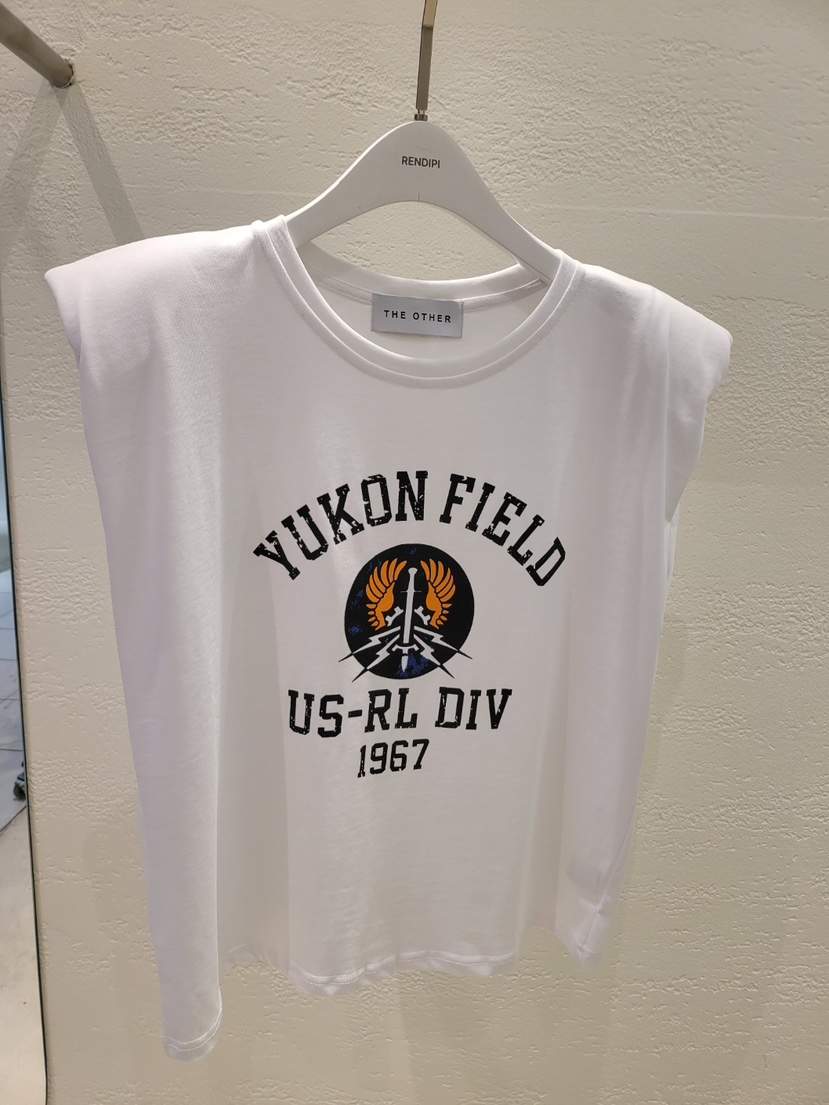 RENDIPI
THE OTHER
YUKON FIELD
US-RL DIV
1967